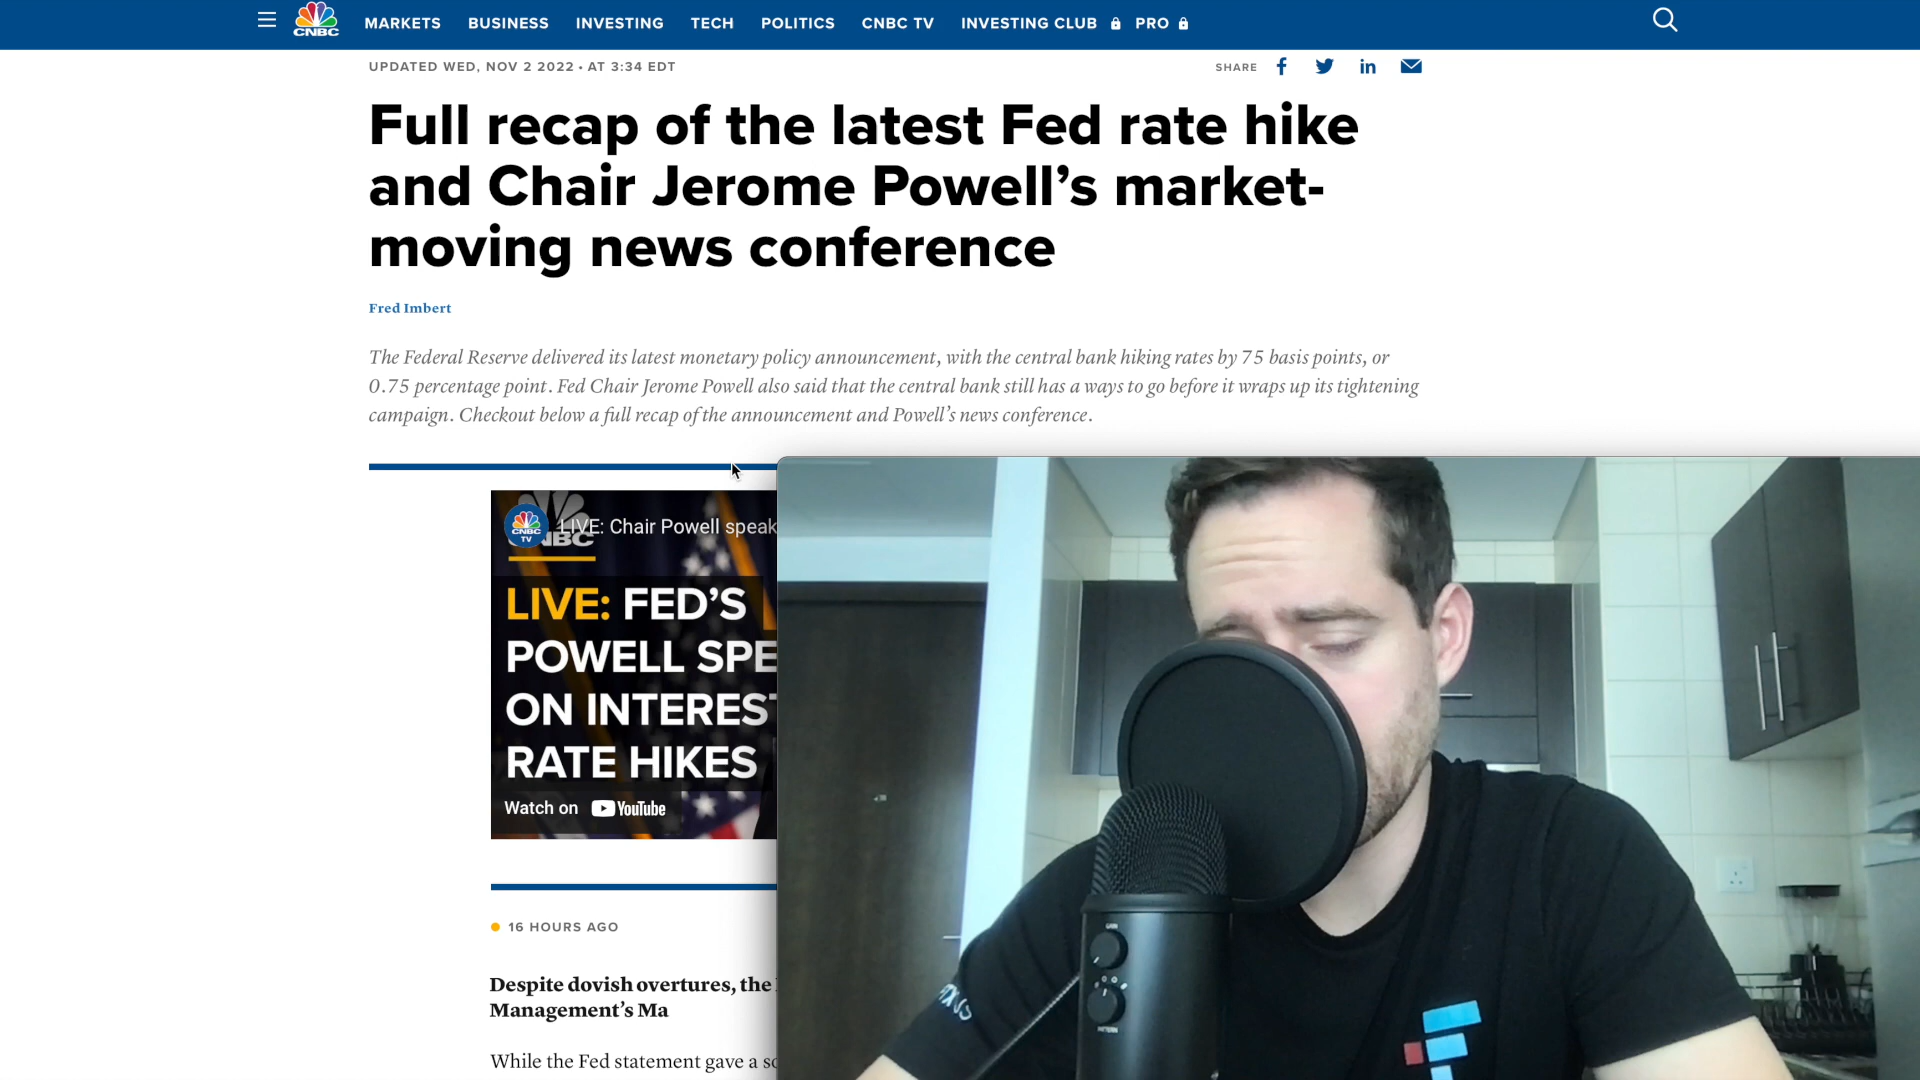 CNBC
MARKETS BUSINESS INVESTING TECH POLITICS CNBC TV INVESTING CLUB PRO
UPDATED WED, NOV 2 2022 • AT 3:34 EDT
SHARE
Full recap of the latest Fed rate hike
and Chair Jerome Powell’s market-
moving news conference
Fred Imbert
The Federal Reserve delivered its latest monetary policy announcement, with the central bank hiking rates by 75 basis points, or
0.75 percentage point. Fed Chair Jerome Powell also said that the central bank still has a ways to go before it wraps up its tightening
campaign. Checkout below a full recap of the announcement and Powell’s news conference.
CNBC
TV
LIVE: Chair Powell speak
LIVE: FED’S
POWELL SPE
ON INTEREST
RATE HIKES
Watch on YouTube
16 HOURS AGO
Despite dovish overtures, the
Management’s Ma
While the Fed statement gave a so
GAIN
PATTERN